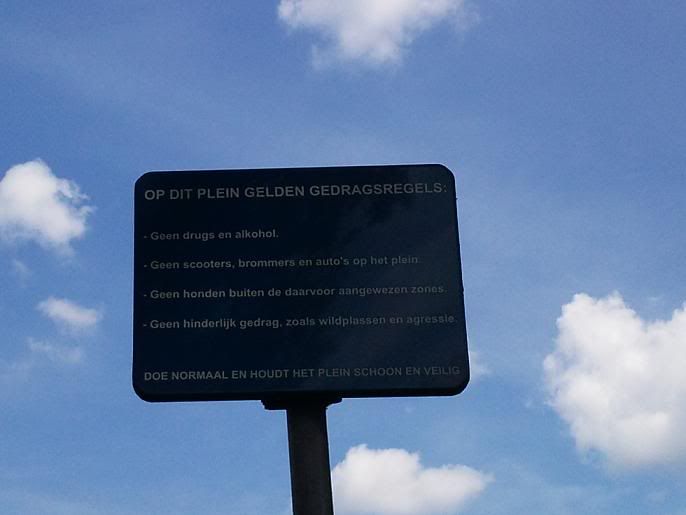 OP DIT PLEIN GELDEN GEDRAGSREGELS:
- Geen drugs en alkohol.
- Geen scooters, brommers en auto's op het plein.
- Geen honden buiten de daarvoor aangewezen zones.
- Geen hinderlijk gedrag, zoals wildplassen en agressie.
DOE NORMAAL EN HOUDT HET PLEIN SCHOON EN VEILIG